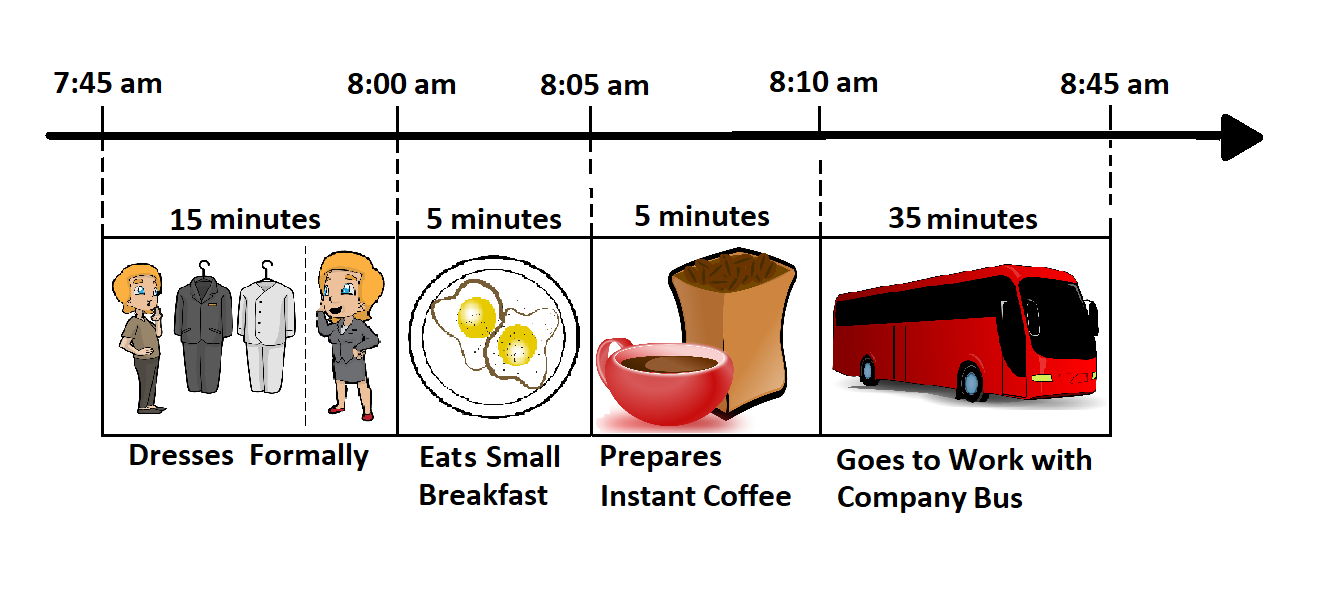 7:45 am 8:00 am 8:05 am 8:10 am 8:45 am
15 minutes 5 minutes 5 minutes 35 minutes
Dresses Formally
Eats Small
Breakfast
Prepares
Instant Coffee
Goes to Work with
Company Bus